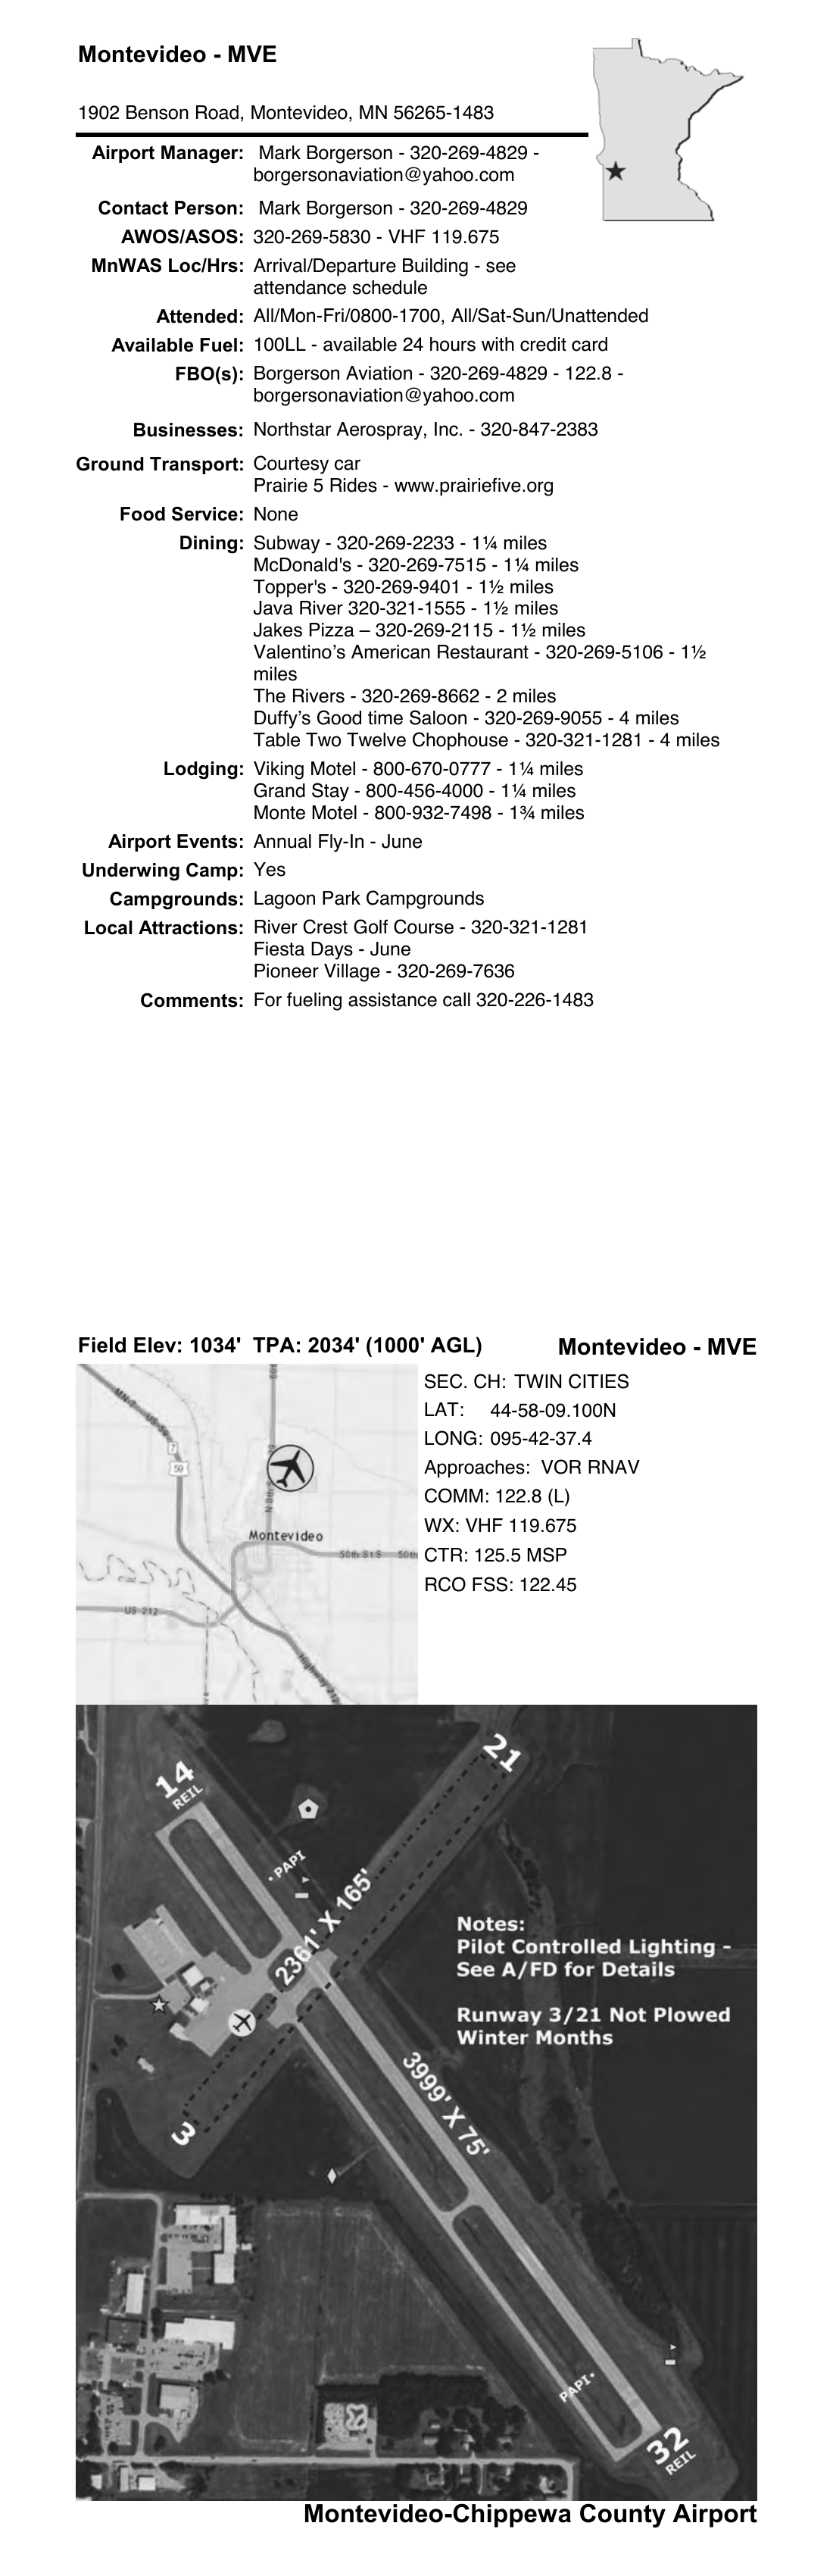 Montevideo - MVE
1902 Benson Road, Montevideo, MN 56265-1483
Airport Manager: Mark Borgerson - 320-269-4829 -
borgersonaviation@yahoo.com
Contact Person: Mark Borgerson - 320-269-4829
AWOS/ASOS: 320-269-5830 - VHF 119.675
MnWAS Loc/Hrs: Arrival/Departure Building - see
attendance schedule
Attended: All/Mon-Fri/0800-1700, All/Sat-Sun/Unattended
Available Fuel: 100LL - available 24 hours with credit card
FBO(s): Borgerson Aviation - 320-269-4829 - 122.8 -
borgersonaviation@yahoo.com
Businesses: Northstar Aerospray, Inc. - 320-847-2383
Ground Transport: Courtesy car
Prairie 5 Rides - www.prairiefive.org
Food Service: None
Dining: Subway - 320-269-2233 - 1¼ miles
McDonald's - 320-269-7515 - 1¼ miles
Topper's - 320-269-9401 - 1½ miles
Java River 320-321-1555 - 1½ miles
Jakes Pizza – 320-269-2115 - 1½ miles
Valentino’s American Restaurant - 320-269-5106 - 1½
miles
The Rivers - 320-269-8662 - 2 miles
Duffy’s Good time Saloon - 320-269-9055 - 4 miles
Table Two Twelve Chophouse - 320-321-1281 - 4 miles
Lodging: Viking Motel - 800-670-0777 - 1¼ miles
Grand Stay - 800-456-4000 - 1¼ miles
Monte Motel - 800-932-7498 - 1¾ miles
Airport Events: Annual Fly-In - June
Underwing Camp: Yes
Campgrounds: Lagoon Park Campgrounds
Local Attractions: River Crest Golf Course - 320-321-1281
Fiesta Days - June
Pioneer Village - 320-269-7636
Comments: For fueling assistance call 320-226-1483
Field Elev: 1034' TPA: 2034' (1000' AGL)
Montevideo - MVE
7
59
Montevideo
50th St S
50th
US-212
Highway 212
SEC. CH: TWIN CITIES
LAT: 44-58-09.100N
LONG: 095-42-37.4
Approaches: VOR RNAV
COMM: 122.8 (L)
WX: VHF 119.675
CTR: 125.5 MSP
RCO FSS: 122.45
21
14
REIL
PAPI
2361' X 165'
Notes:
Pilot Controlled Lighting -
See A/FD for Details
Runway 3/21 Not Plowed
Winter Months
3999' X 75'
3
PAPI
32
REIL
Montevideo-Chippewa County Airport